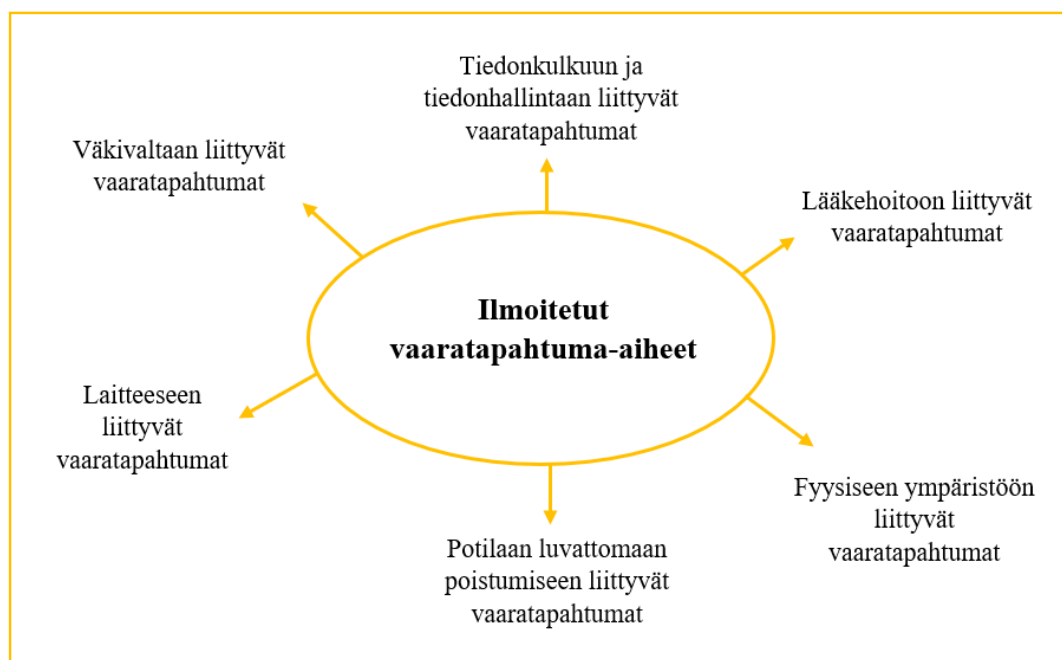 Tiedonkulkuun ja
tiedonhallintaan liittyvät
vaaratapahtumat
Väkivaltaan liittyvät
vaaratapahtumat
Lääkehoitoon liittyvät
vaaratapahtumat
Ilmoitetut
vaaratapahtuma-aiheet
Laitteeseen
liittyvät
vaaratapahtumat
Fyysiseen ympäristöön
liittyvät
vaaratapahtumat
Potilaan luvattomaan
poistumiseen liittyvät
vaaratapahtumat